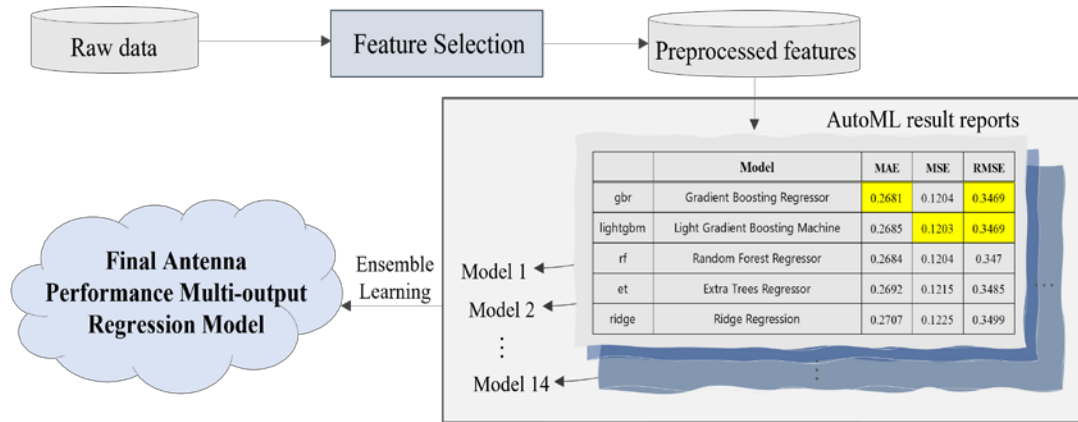 Raw data
Feature Selection
Preprocessed features
AutoML result reports
Model MAE MSE RMSE
gbr Gradient Boosting Regressor 0.2681 0.1204 0.3469
lightgbm Light Gradient Boosting Machine 0.2685 0.1203 0.3469
rf Random Forest Regressor 0.2684 0.1204 0.347
et Extra Trees Regressor 0.2692 0.1215 0.3485
ridge Ridge Regression 0.2707 0.1225 0.3499
...
⋮
Model 1
Model 2
⋮
Model 14
Ensemble
Learning
Final Antenna
Performance Multi-output
Regression Model